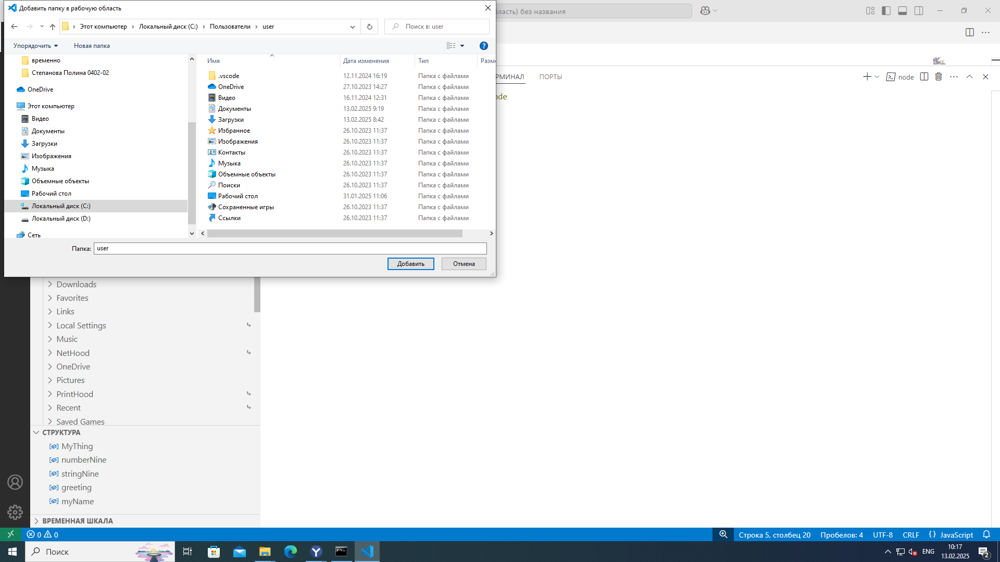 Добавить папку в рабочую область
Этот компьютер
Локальный диск (C:)
Пользователи
user
Поиск в: user
Упорядочить
Новая папка
временно
Степанова Полина 0402-02
OneDrive
Этот компьютер
Видео
Документы
Загрузки
Изображения
Музыка
Объемные объекты
Рабочий стол
Локальный диск (C:)
Локальный диск (D:)
Сеть
Имя Дата изменения Тип Разме
.vscode 12.11.2024 16:19 Папка с файлами
OneDrive 27.10.2023 14:27 Папка с файлами
Видео 16.11.2024 12:31 Папка с файлами
Документы 13.02.2025 9:19 Папка с файлами
Загрузки 13.02.2025 8:42 Папка с файлами
Избранное 26.10.2023 11:37 Папка с файлами
Изображения 26.10.2023 11:37 Папка с файлами
Контакты 26.10.2023 11:37 Папка с файлами
Музыка 26.10.2023 11:37 Папка с файлами
Объемные объекты 26.10.2023 11:37 Папка с файлами
Поиски 26.10.2023 11:37 Папка с файлами
Рабочий стол 31.01.2025 11:06 Папка с файлами
Сохраненные игры 26.10.2023 11:37 Папка с файлами
Ссылки 26.10.2023 11:37 Папка с файлами
Папка: user
Добавить Отмена
бласть) без названия
РМИНАЛ ПОРТЫ
node
ode
Downloads
Favorites
Links
Local Settings
Music
NetHood
OneDrive
Pictures
PrintHood
Recent
Saved Games
СТРУКТУРА
MyThing
numberNine
stringNine
greeting
myName
ВРЕМЕННАЯ ШКАЛА
0 0 Строка 5, столбец 20 Пробелов: 4 UTF-8 CRLF {} JavaScript
Поиск
ENG
10:17
13.02.2025
2